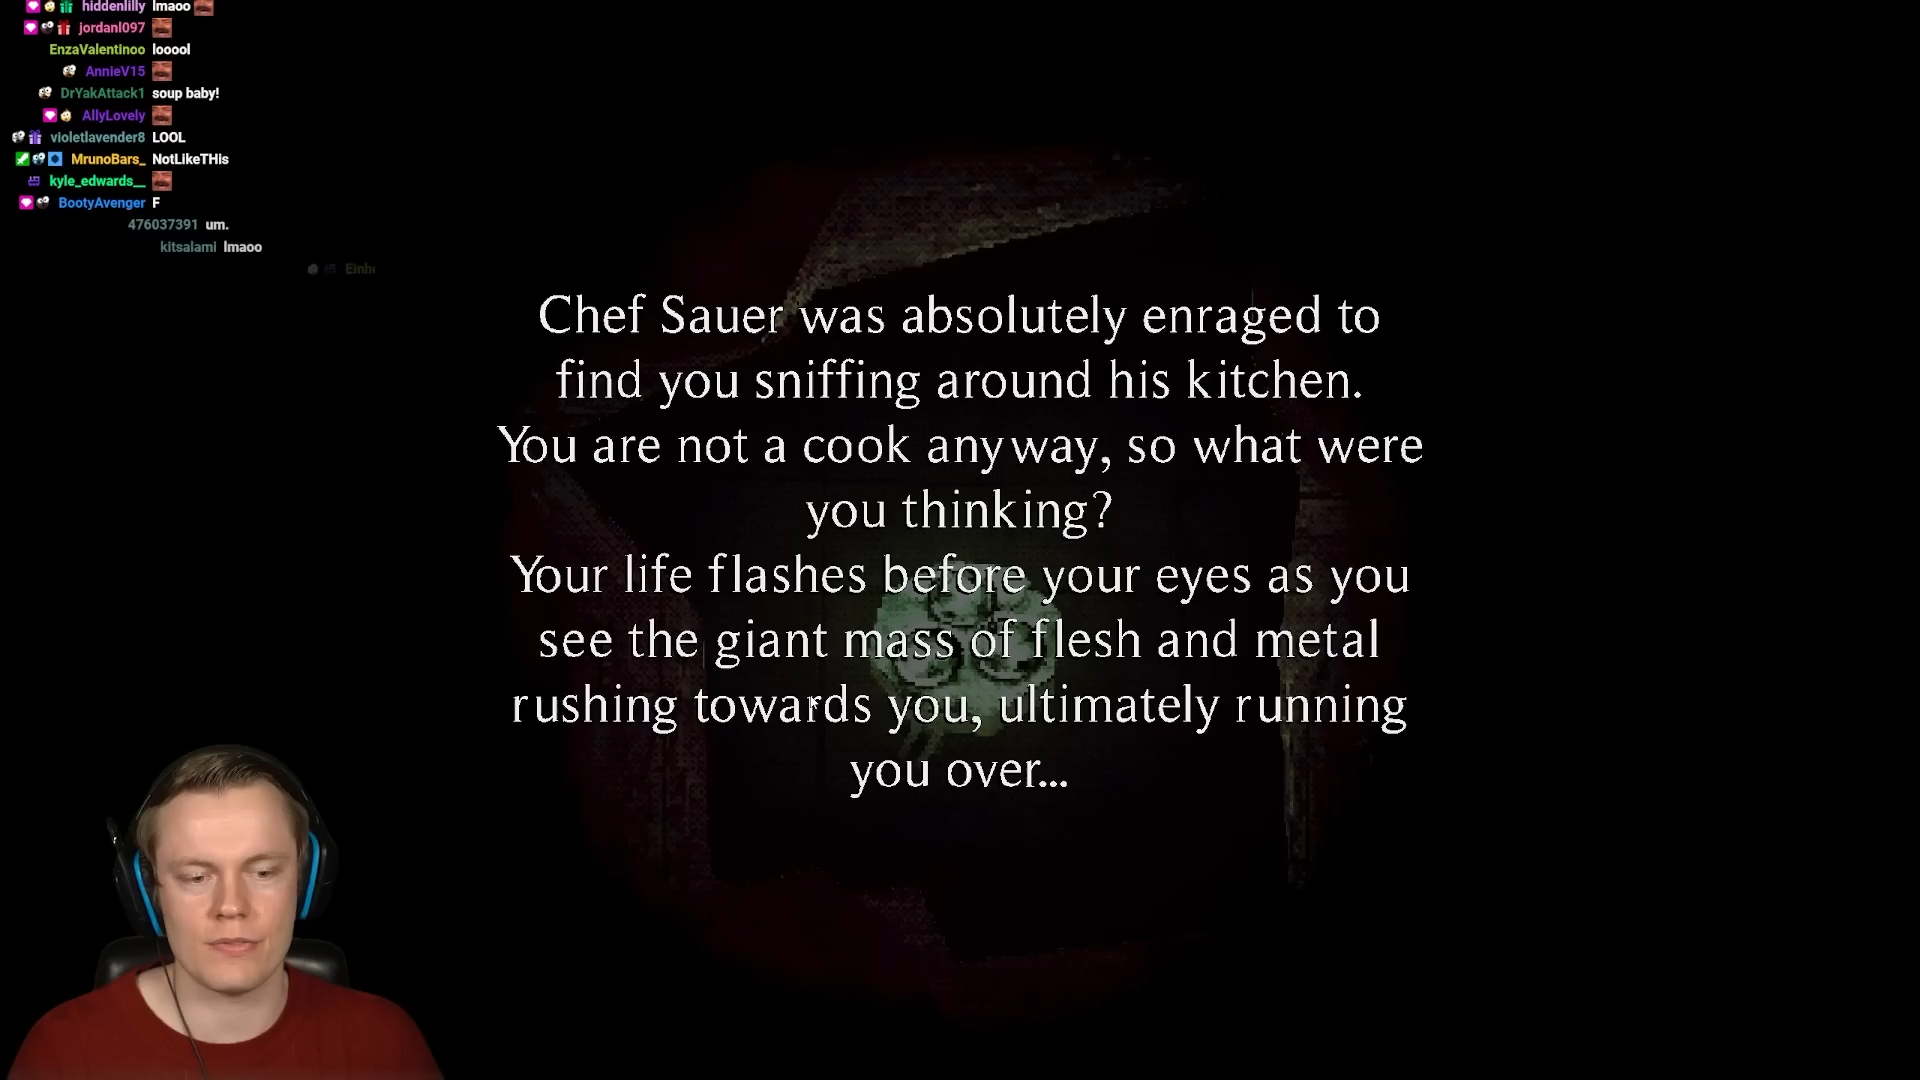 hiddenlilly lmaoo
jordanl097
EnzaValentinoo looool
AnnieV15
DrYakAttack1 soup baby!
AllyLovely
violetlavender8 LOOL
MrunoBars_ NotLikeTHIs
kyle_edwards__
BootyAvenger F
476037391 um.
kitsalami lmaoo
Chef Sauer was absolutely enraged to
find you sniffing around his kitchen.
You are not a cook anyway, so what were
you thinking?
Your life flashes before your eyes as you
see the giant mass of flesh and metal
rushing towards you, ultimately running
you over...